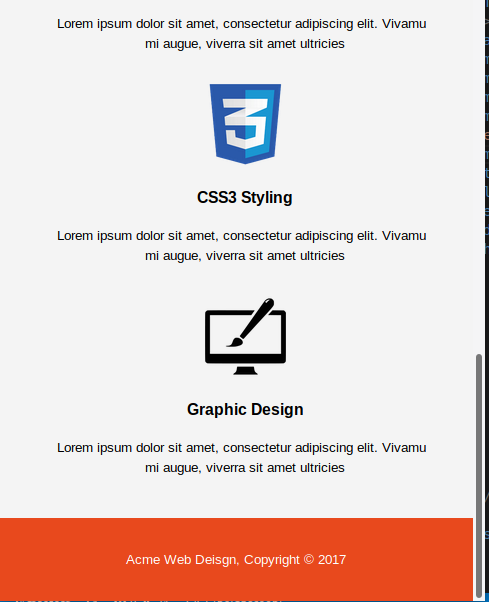 Lorem ipsum dolor sit amet, consectetur adipiscing elit. Vivamu
mi augue, viverra sit amet ultricies
3
CSS3 Styling
Lorem ipsum dolor sit amet, consectetur adipiscing elit. Vivamu
mi augue, viverra sit amet ultricies
Graphic Design
Lorem ipsum dolor sit amet, consectetur adipiscing elit. Vivamu
mi augue, viverra sit amet ultricies
Acme Web Deisgn, Copyright © 2017